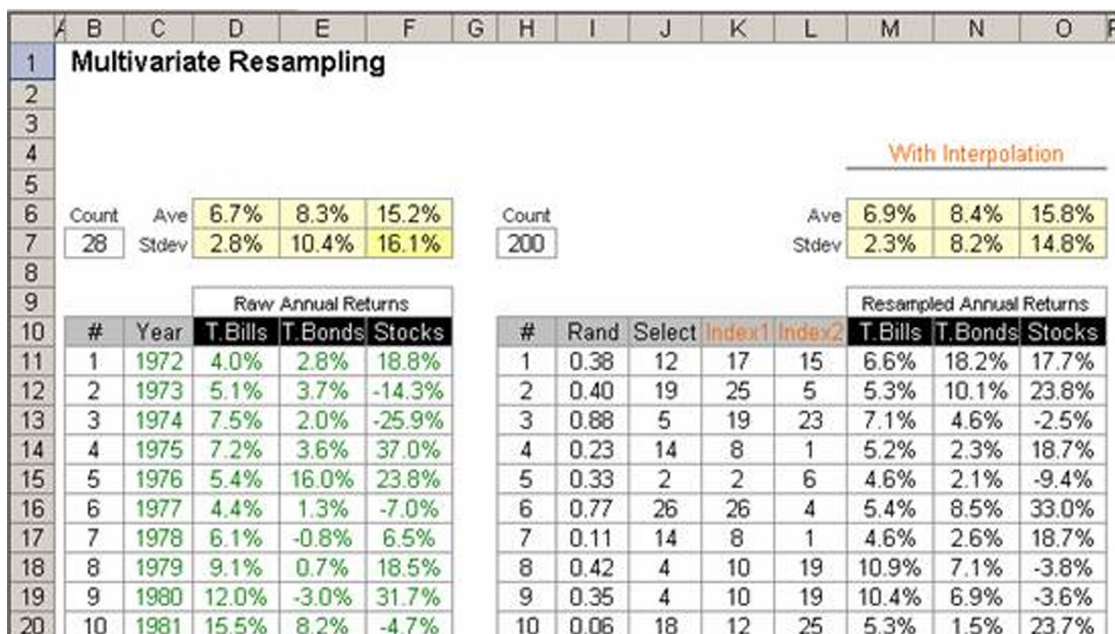 A B C D E F G H I J K L M N O
1 Multivariate Resampling
2
3
4 With Interpolation
5
6 Count Ave 6.7% 8.3% 15.2% Count Ave 6.9% 8.4% 15.8%
7 28 Stdev 2.8% 10.4% 16.1% 200 Stdev 2.3% 8.2% 14.8%
8
9 Raw Annual Returns Resampled Annual Returns
10 # Year T.Bills T.Bonds Stocks # Rand Select Index1 Index2 T.Bills T.Bonds Stocks
11 1 1972 4.0% 2.8% 18.8% 1 0.38 12 17 15 6.6% 18.2% 17.7%
12 2 1973 5.1% 3.7% -14.3% 2 0.40 19 25 5 5.3% 10.1% 23.8%
13 3 1974 7.5% 2.0% -25.9% 3 0.88 5 19 23 7.1% 4.6% -2.5%
14 4 1975 7.2% 3.6% 37.0% 4 0.23 14 8 1 5.2% 2.3% 18.7%
15 5 1976 5.4% 16.0% 23.8% 5 0.33 2 2 6 4.6% 2.1% -9.4%
16 6 1977 4.4% 1.3% -7.0% 6 0.77 26 26 4 5.4% 8.5% 33.0%
17 7 1978 6.1% -0.8% 6.5% 7 0.11 14 8 1 4.6% 2.6% 18.7%
18 8 1979 9.1% 0.7% 18.5% 8 0.42 4 10 19 10.9% 7.1% -3.8%
19 9 1980 12.0% -3.0% 31.7% 9 0.35 4 10 19 10.4% 6.9% -3.6%
20 10 1981 15.5% 8.2% -4.7% 10 0.06 18 12 25 5.3% 1.5% 23.7%